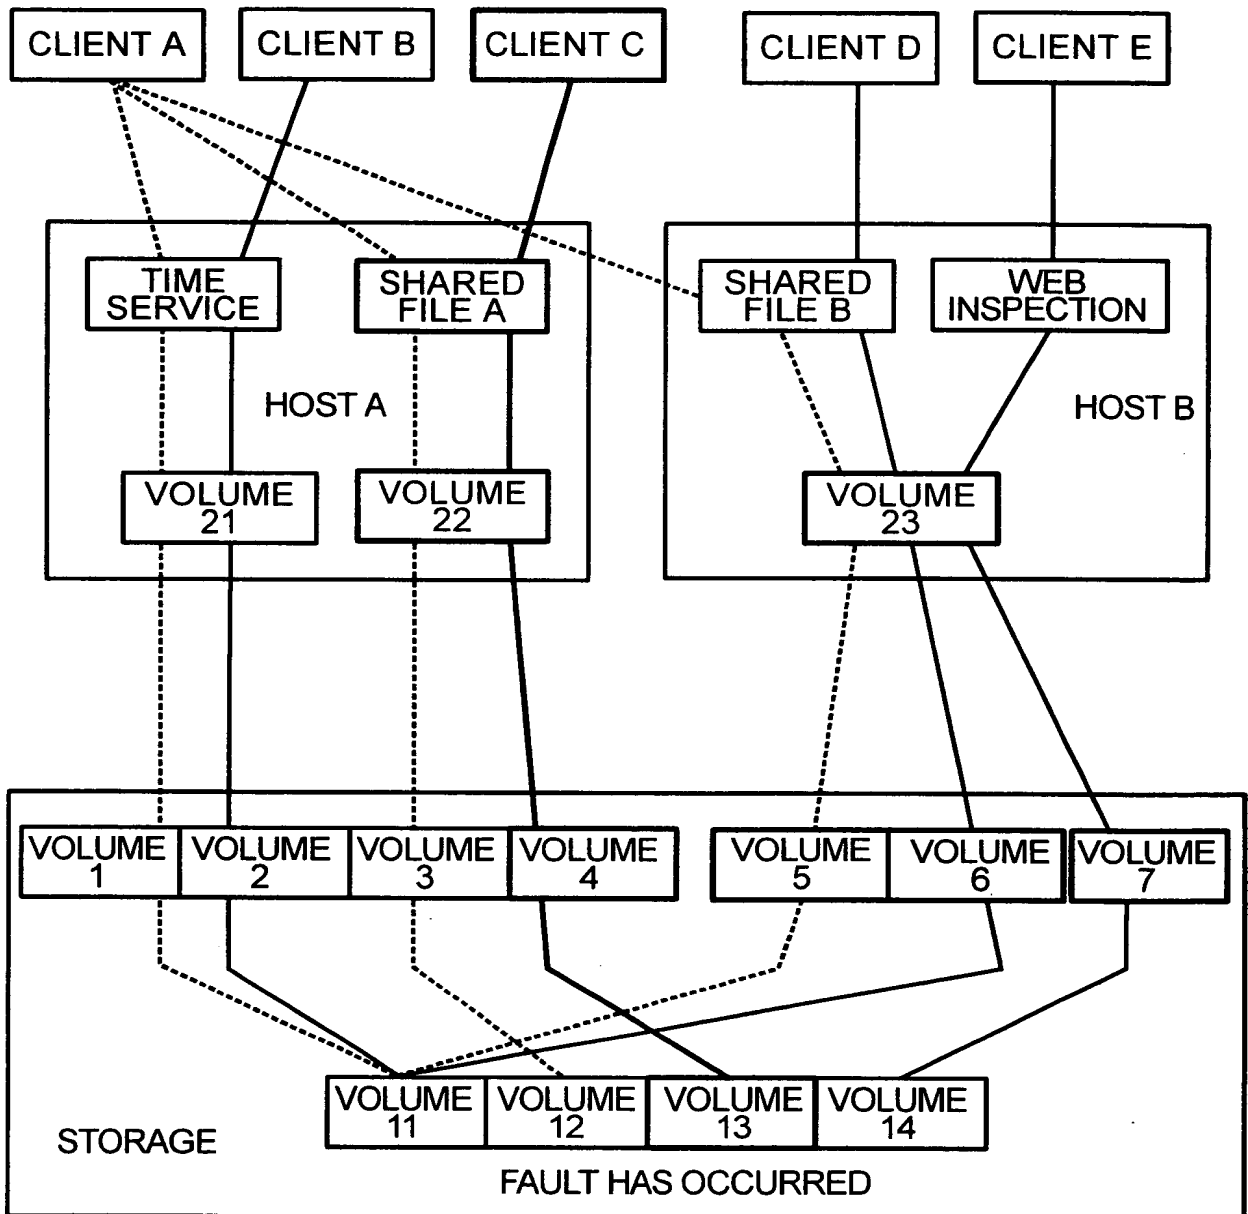 CLIENT A
CLIENT B
CLIENT C
CLIENT D
CLIENT E
TIME
SERVICE
SHARED
FILE A
SHARED
FILE B
WEB
INSPECTION
HOST A
HOST B
VOLUME
21
VOLUME
22
VOLUME
23
VOLUME
1
VOLUME
2
VOLUME
3
VOLUME
4
VOLUME
5
VOLUME
6
VOLUME
7
VOLUME
11
VOLUME
12
VOLUME
13
VOLUME
14
STORAGE
FAULT HAS OCCURRED